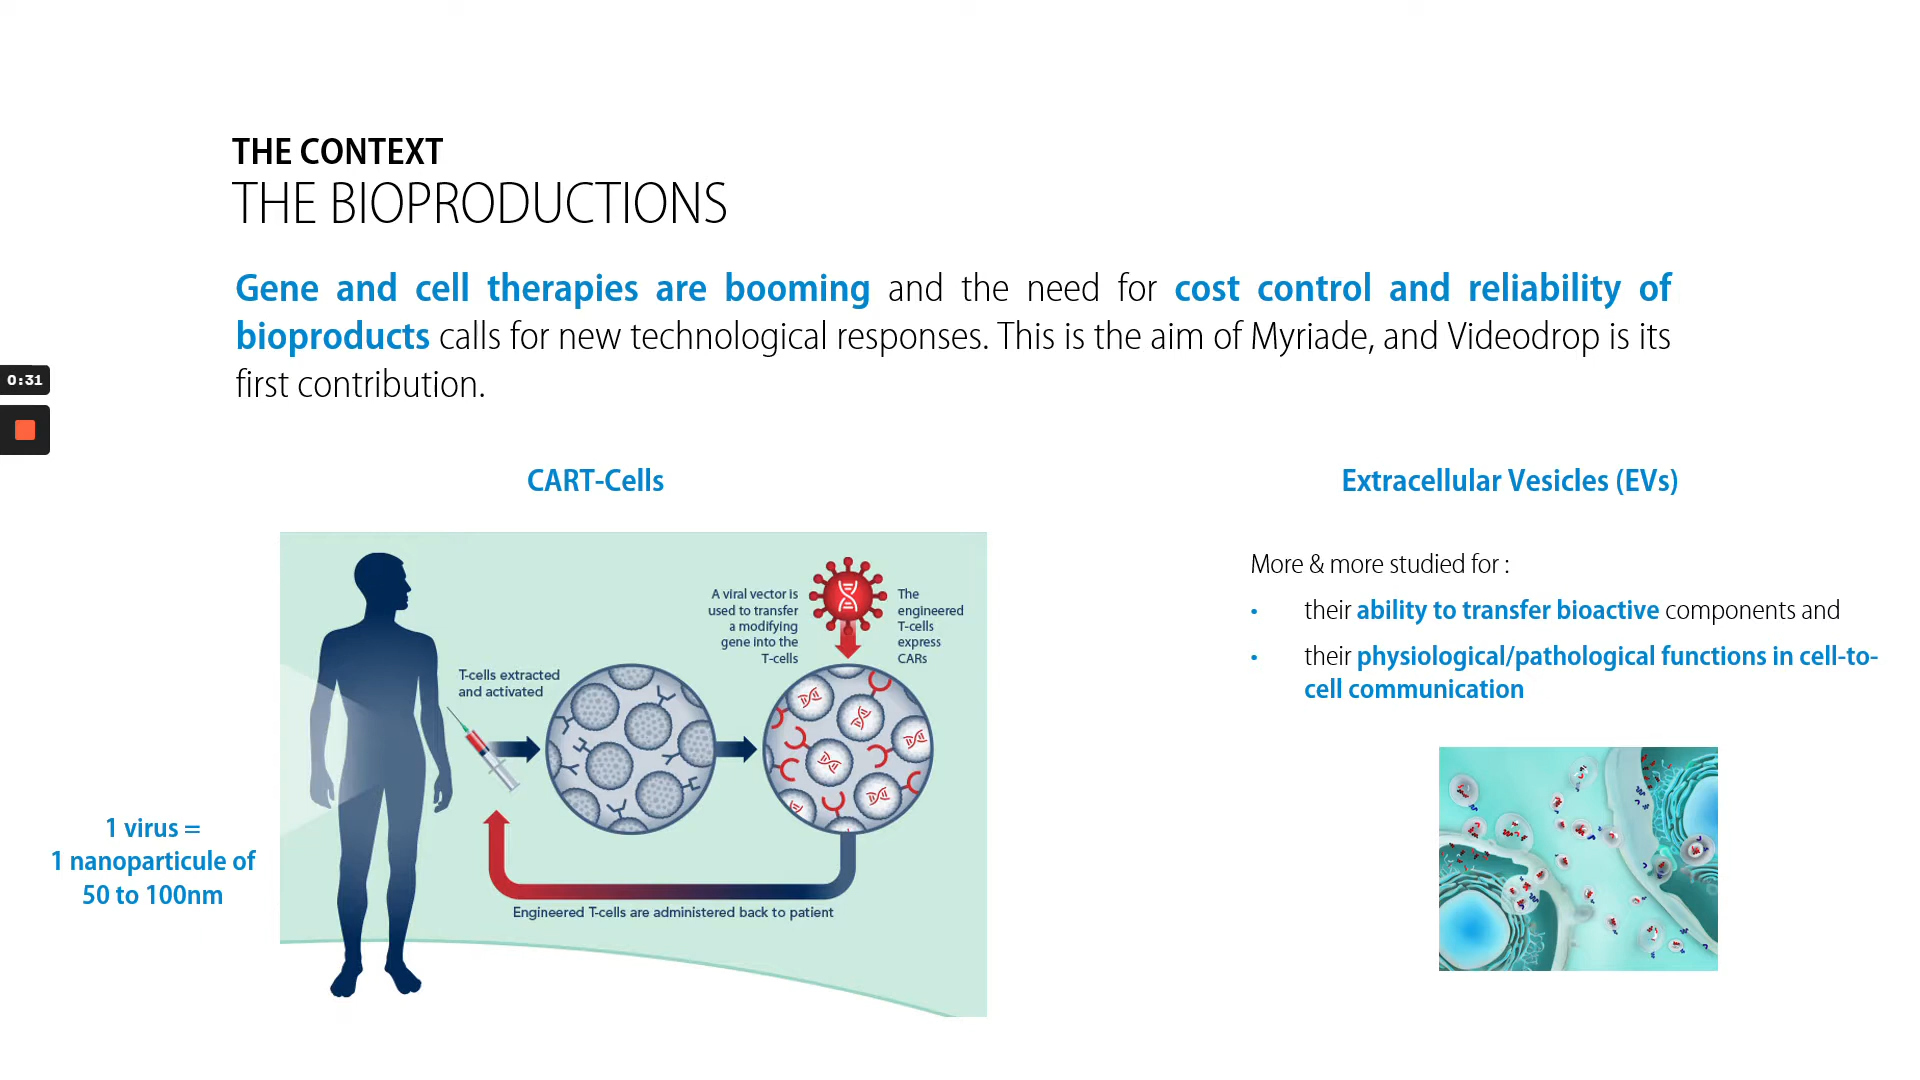 THE CONTEXT
THE BIOPRODUCTIONS
Gene and cell therapies are booming and the need for cost control and reliability of
bioproducts calls for new technological responses. This is the aim of Myriade, and Videodrop is its
first contribution.
0:31
CART-Cells
A viral vector is
used to transfer
a modifying
gene into the
T-cells
The
engineered
T-cells
express
CARs
T-cells extracted
and activated
Engineered T-cells are administered back to patient
1 virus =
1 nanoparticule of
50 to 100nm
Extracellular Vesicles (EVs)
More & more studied for :
• their ability to transfer bioactive components and
• their physiological/pathological functions in cell-to-
cell communication